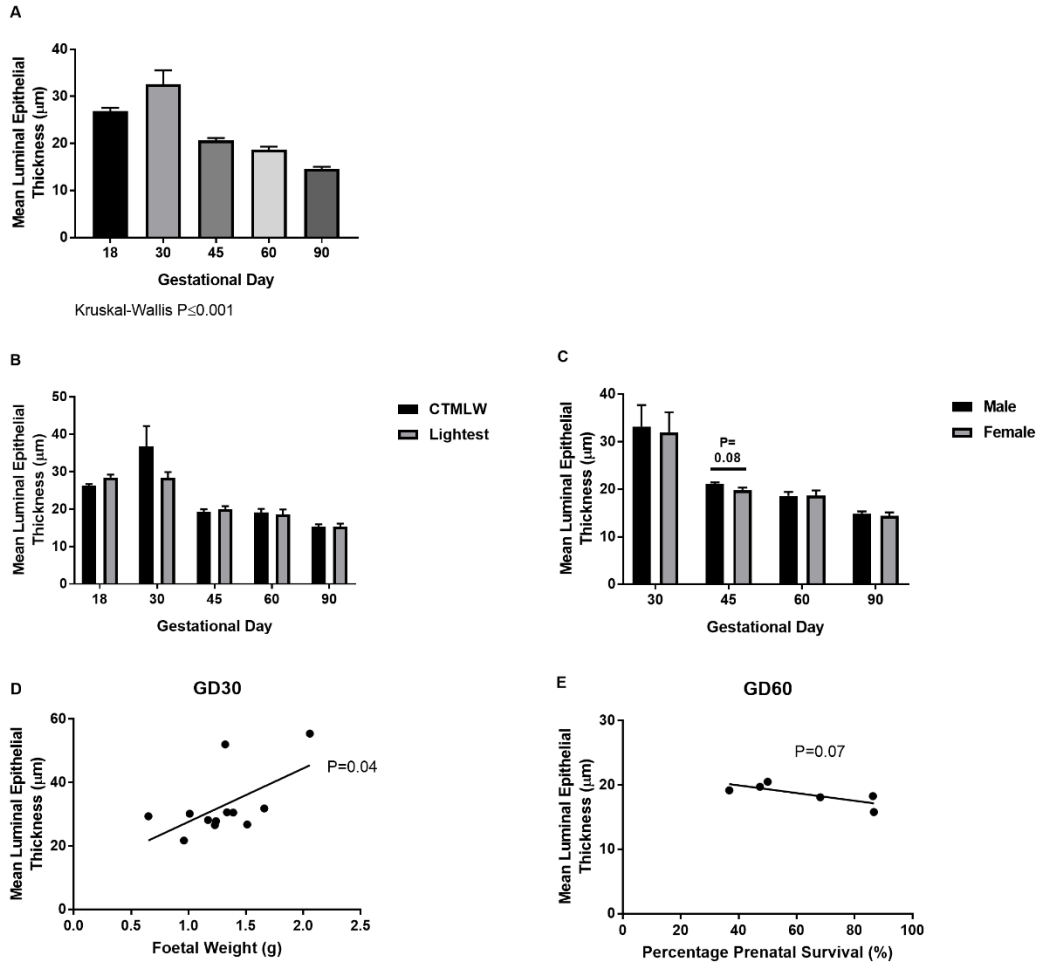 A
Mean Luminal Epithelial
Thickness (μm)
40
30
20
10
0
18 30 45 60 90
Gestational Day
Kruskal-Wallis P≤0.001
B
Mean Luminal Epithelial
Thickness (μm)
50
40
30
20
10
0
18 30 45 60 90
Gestational Day
CTMLW
Lightest
C
Mean Luminal Epithelial
Thickness (μm)
40
30
20
10
0
P=
0.08
30 45 60 90
Gestational Day
Male
Female
D
GD30
Mean Luminal Epithelial
Thickness (μm)
60
40
20
0
P=0.04
0.0 0.5 1.0 1.5 2.0 2.5
Foetal Weight (g)
E
GD60
Mean Luminal Epithelial
Thickness (μm)
30
20
10
0
P=0.07
0 20 40 60 80 100
Percentage Prenatal Survival (%)